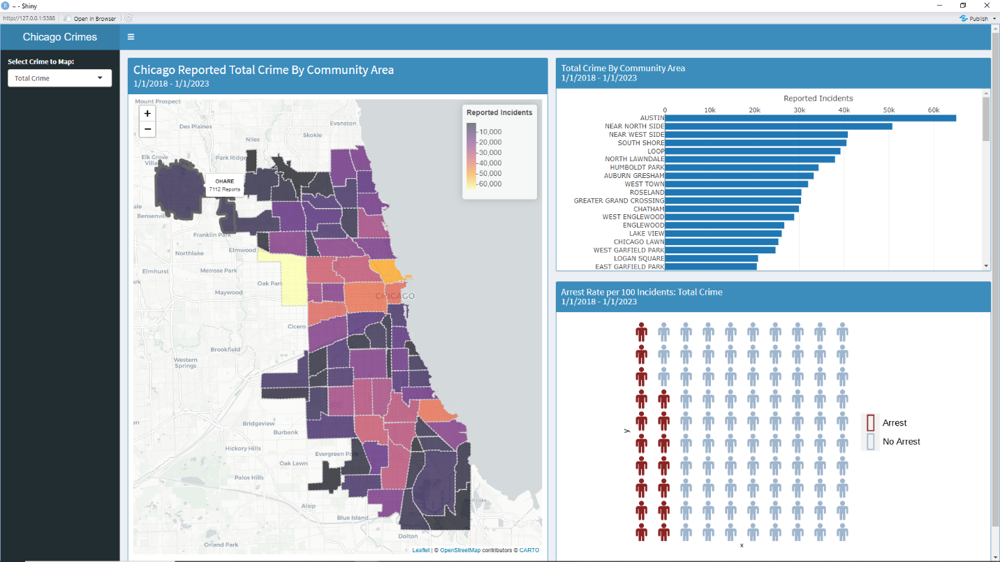 ~ - Shiny
http://127.0.0.1:5388
Open in Browser
Publish
Chicago Crimes
Select Crime to Map:
Total Crime
Chicago Reported Total Crime By Community Area
1/1/2018 - 1/1/2023
+
−
Mount Prospect
Evanston
Des Plaines
Skokie
Niles
Elk Grove
Park Ridge
OHARE
7112 Reports
Bensenville
Franklin Park
Northlake
Elmwood
Elmhurst
Melrose Park
Oak Park
Maywood
CHICAGO
Cicero
Brookfield
Western
Springs
Bridgeview
Burbank
Hickory Hills
Evergreen Park
Oak Lawn
Palos Hills
Alsip
Blue Island
Dolton
Orland Park
Reported Incidents
10,000
20,000
30,000
40,000
50,000
60,000
Leaflet | © OpenStreetMap contributors © CARTO
Total Crime By Community Area
1/1/2018 - 1/1/2023
Reported Incidents
0 10k 20k 30k 40k 50k 60k
AUSTIN
NEAR NORTH SIDE
NEAR WEST SIDE
SOUTH SHORE
LOOP
NORTH LAWNDALE
HUMBOLDT PARK
AUBURN GRESHAM
WEST TOWN
ROSELAND
GREATER GRAND CROSSING
CHATHAM
WEST ENGLEWOOD
ENGLEWOOD
LAKE VIEW
CHICAGO LAWN
WEST GARFIELD PARK
LOGAN SQUARE
EAST GARFIELD PARK
Arrest Rate per 100 Incidents: Total Crime
1/1/2018 - 1/1/2023
y
x
Arrest
No Arrest